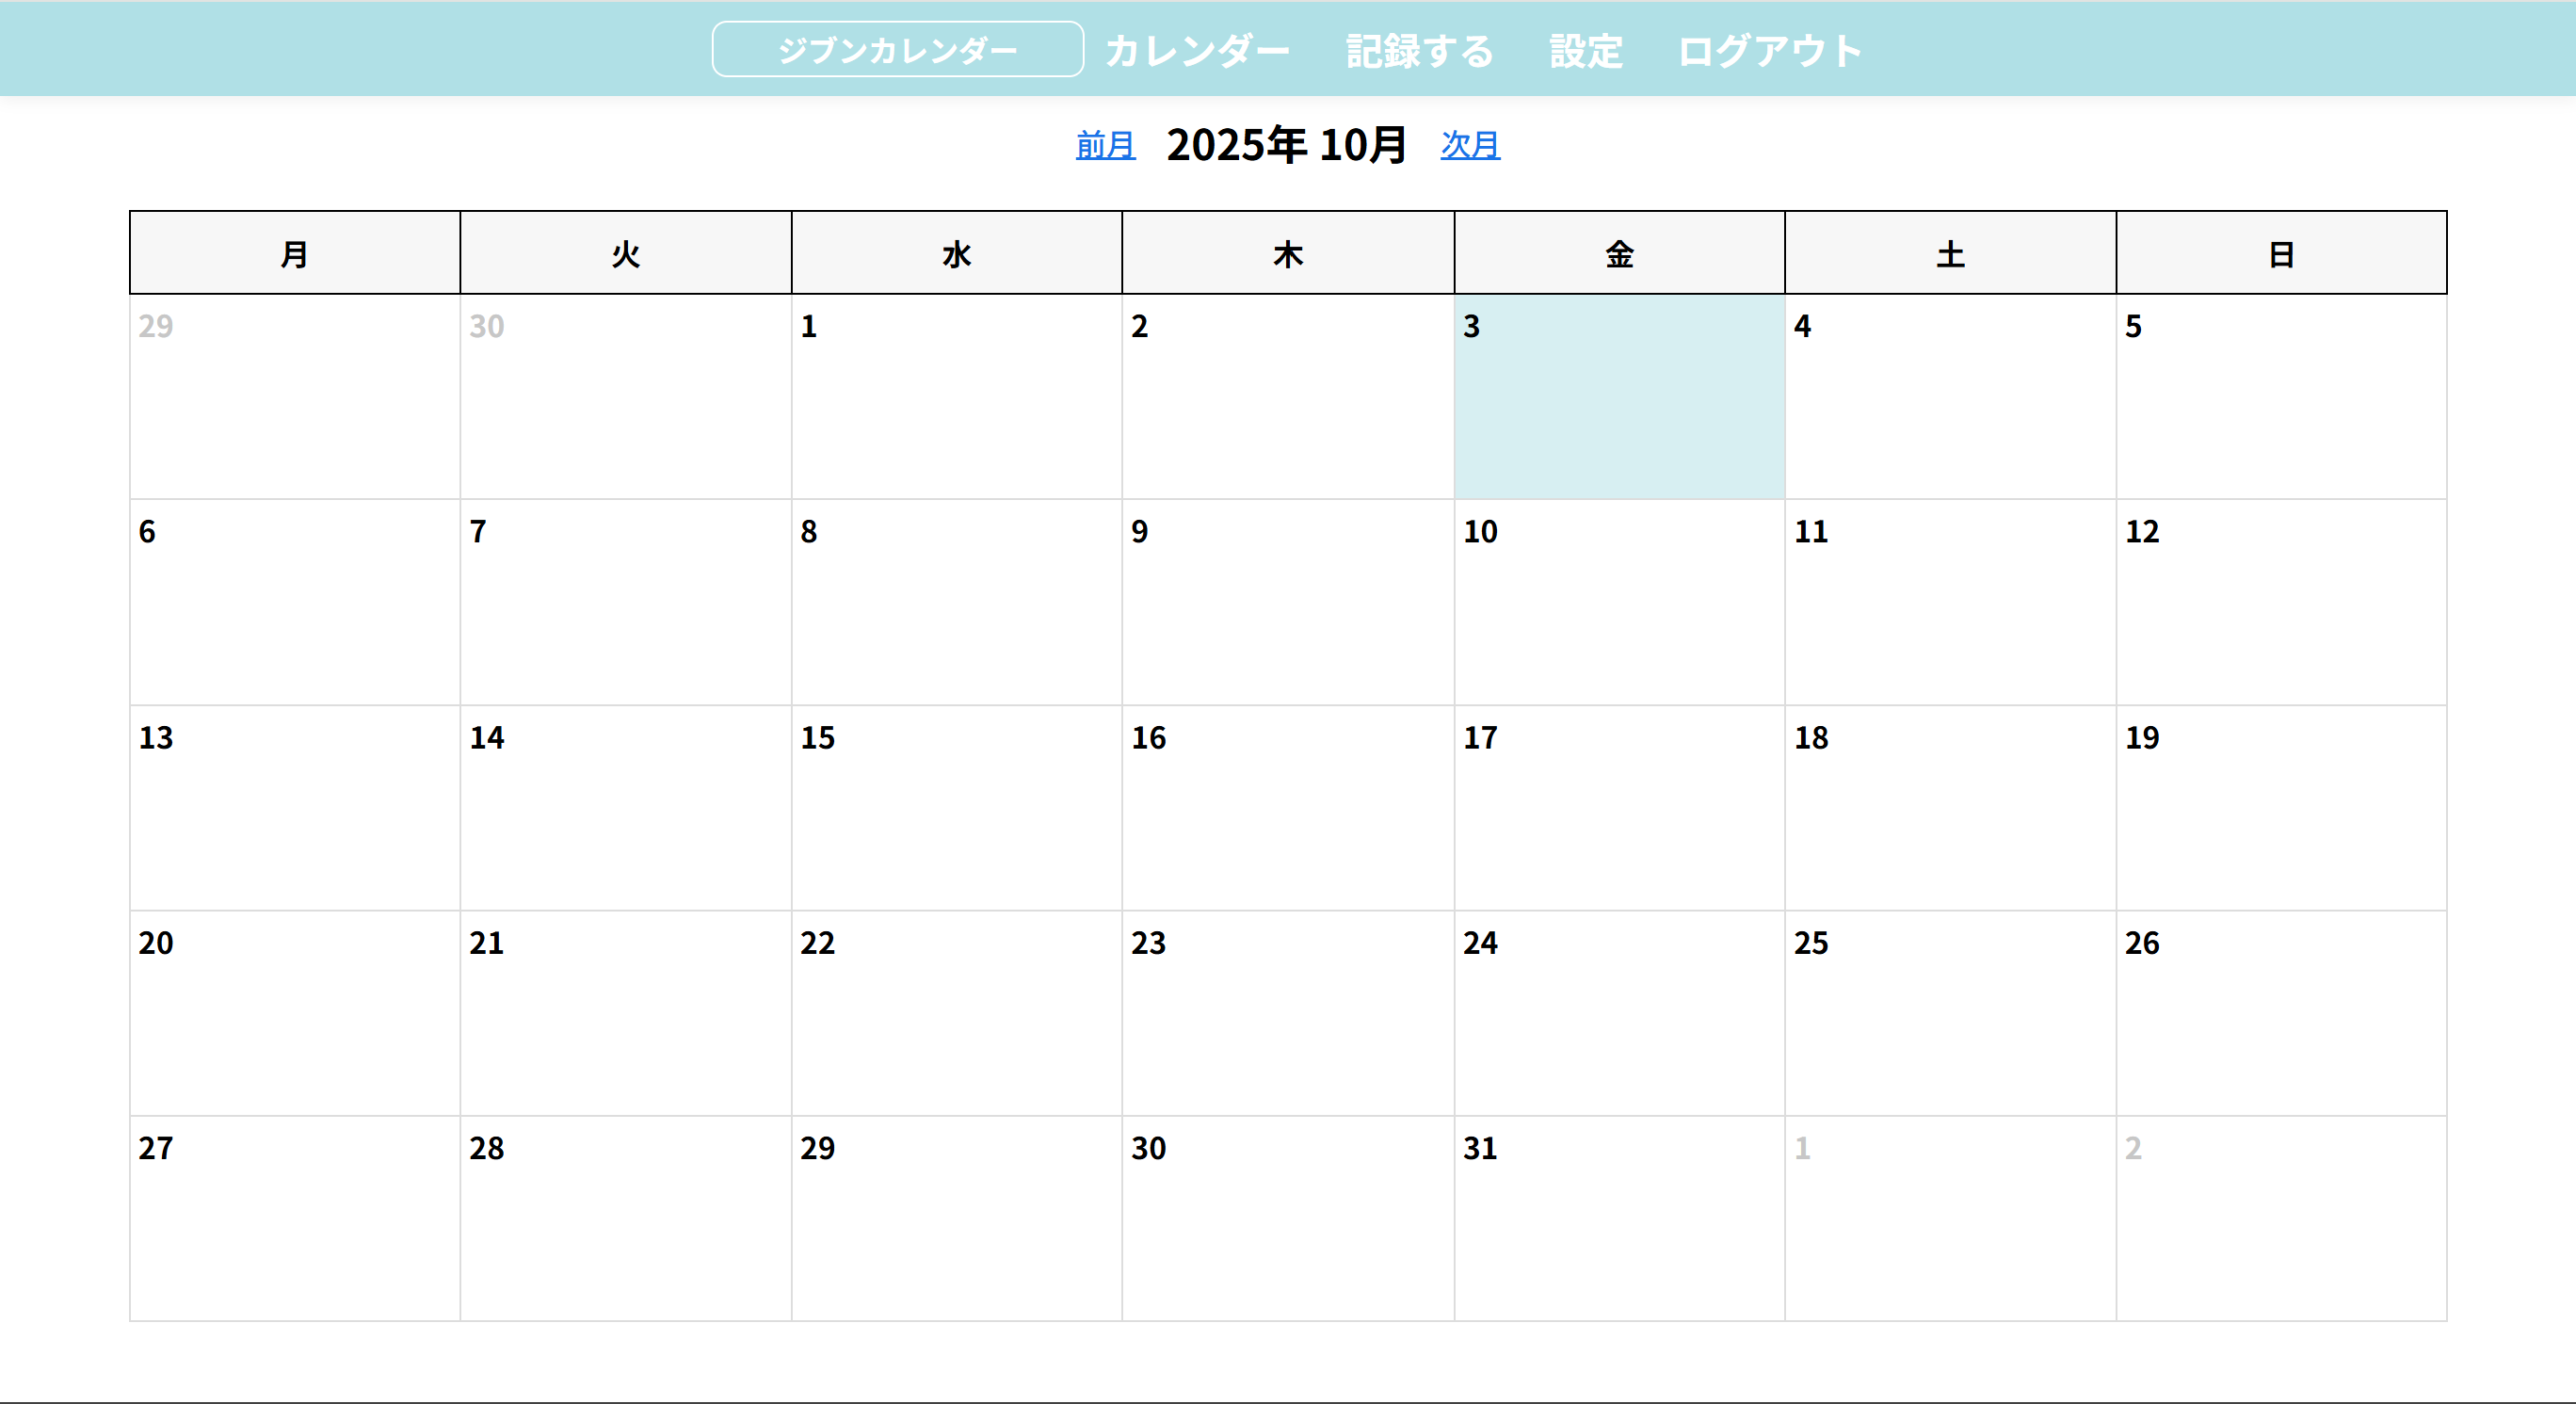 ジブンカレンダー カレンダー 記録する 設定 ログアウト
前月 2025年 10月 次月
月 火 水 木 金 土 日
29 30 1 2 3 4 5
6 7 8 9 10 11 12
13 14 15 16 17 18 19
20 21 22 23 24 25 26
27 28 29 30 31 1 2